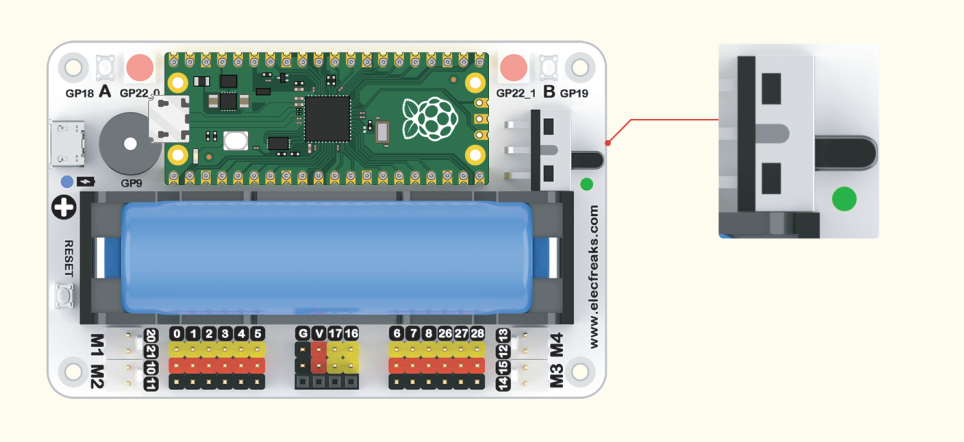 GP18 A GP22_0
GP22_1 B GP19
GP9
RESET
www.elecfreaks.com
M1
20
21
0 1 2 3 4 5
G V 17 16
6 7 8 26 27 28
13
12
M4
M2
10
11
15
14
M3